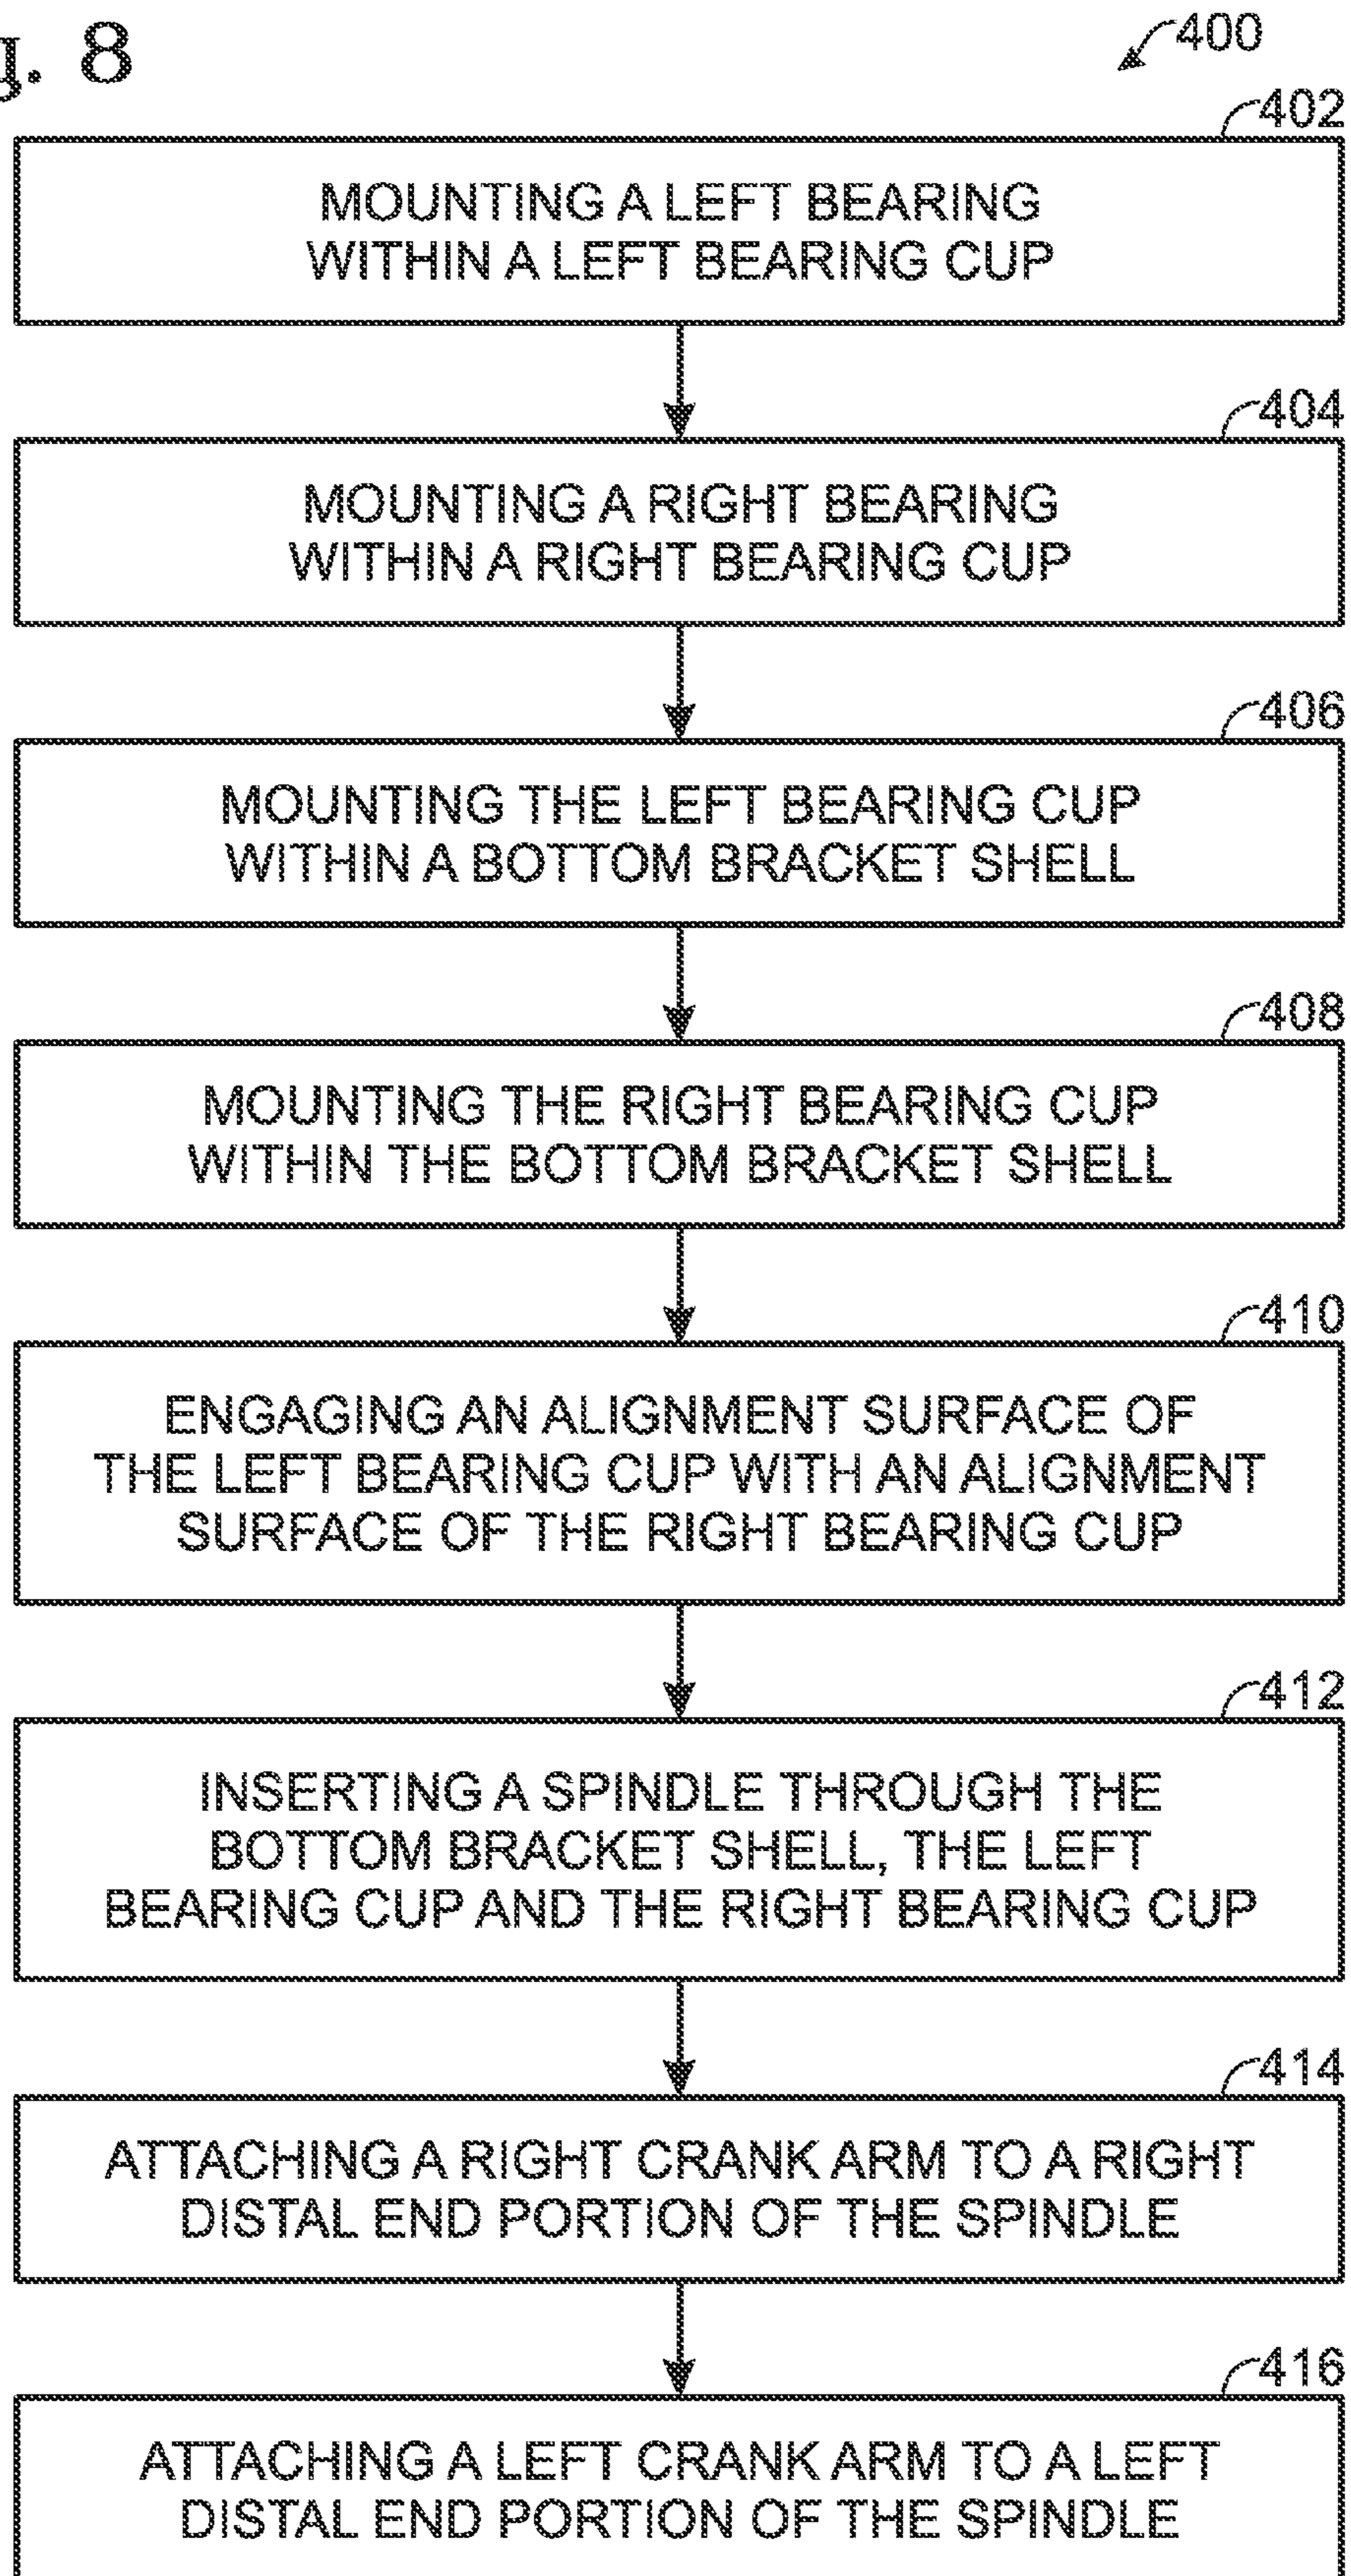 g. 8
400
402
MOUNTING A LEFT BEARING
WITHIN A LEFT BEARING CUP
404
MOUNTING A RIGHT BEARING
WITHIN A RIGHT BEARING CUP
406
MOUNTING THE LEFT BEARING CUP
WITHIN A BOTTOM BRACKET SHELL
408
MOUNTING THE RIGHT BEARING CUP
WITHIN THE BOTTOM BRACKET SHELL
410
ENGAGING AN ALIGNMENT SURFACE OF
THE LEFT BEARING CUP WITH AN ALIGNMENT
SURFACE OF THE RIGHT BEARING CUP
412
INSERTING A SPINDLE THROUGH THE
BOTTOM BRACKET SHELL, THE LEFT
BEARING CUP AND THE RIGHT BEARING CUP
414
ATTACHING A RIGHT CRANK ARM TO A RIGHT
DISTAL END PORTION OF THE SPINDLE
416
ATTACHING A LEFT CRANK ARM TO A LEFT
DISTAL END PORTION OF THE SPINDLE